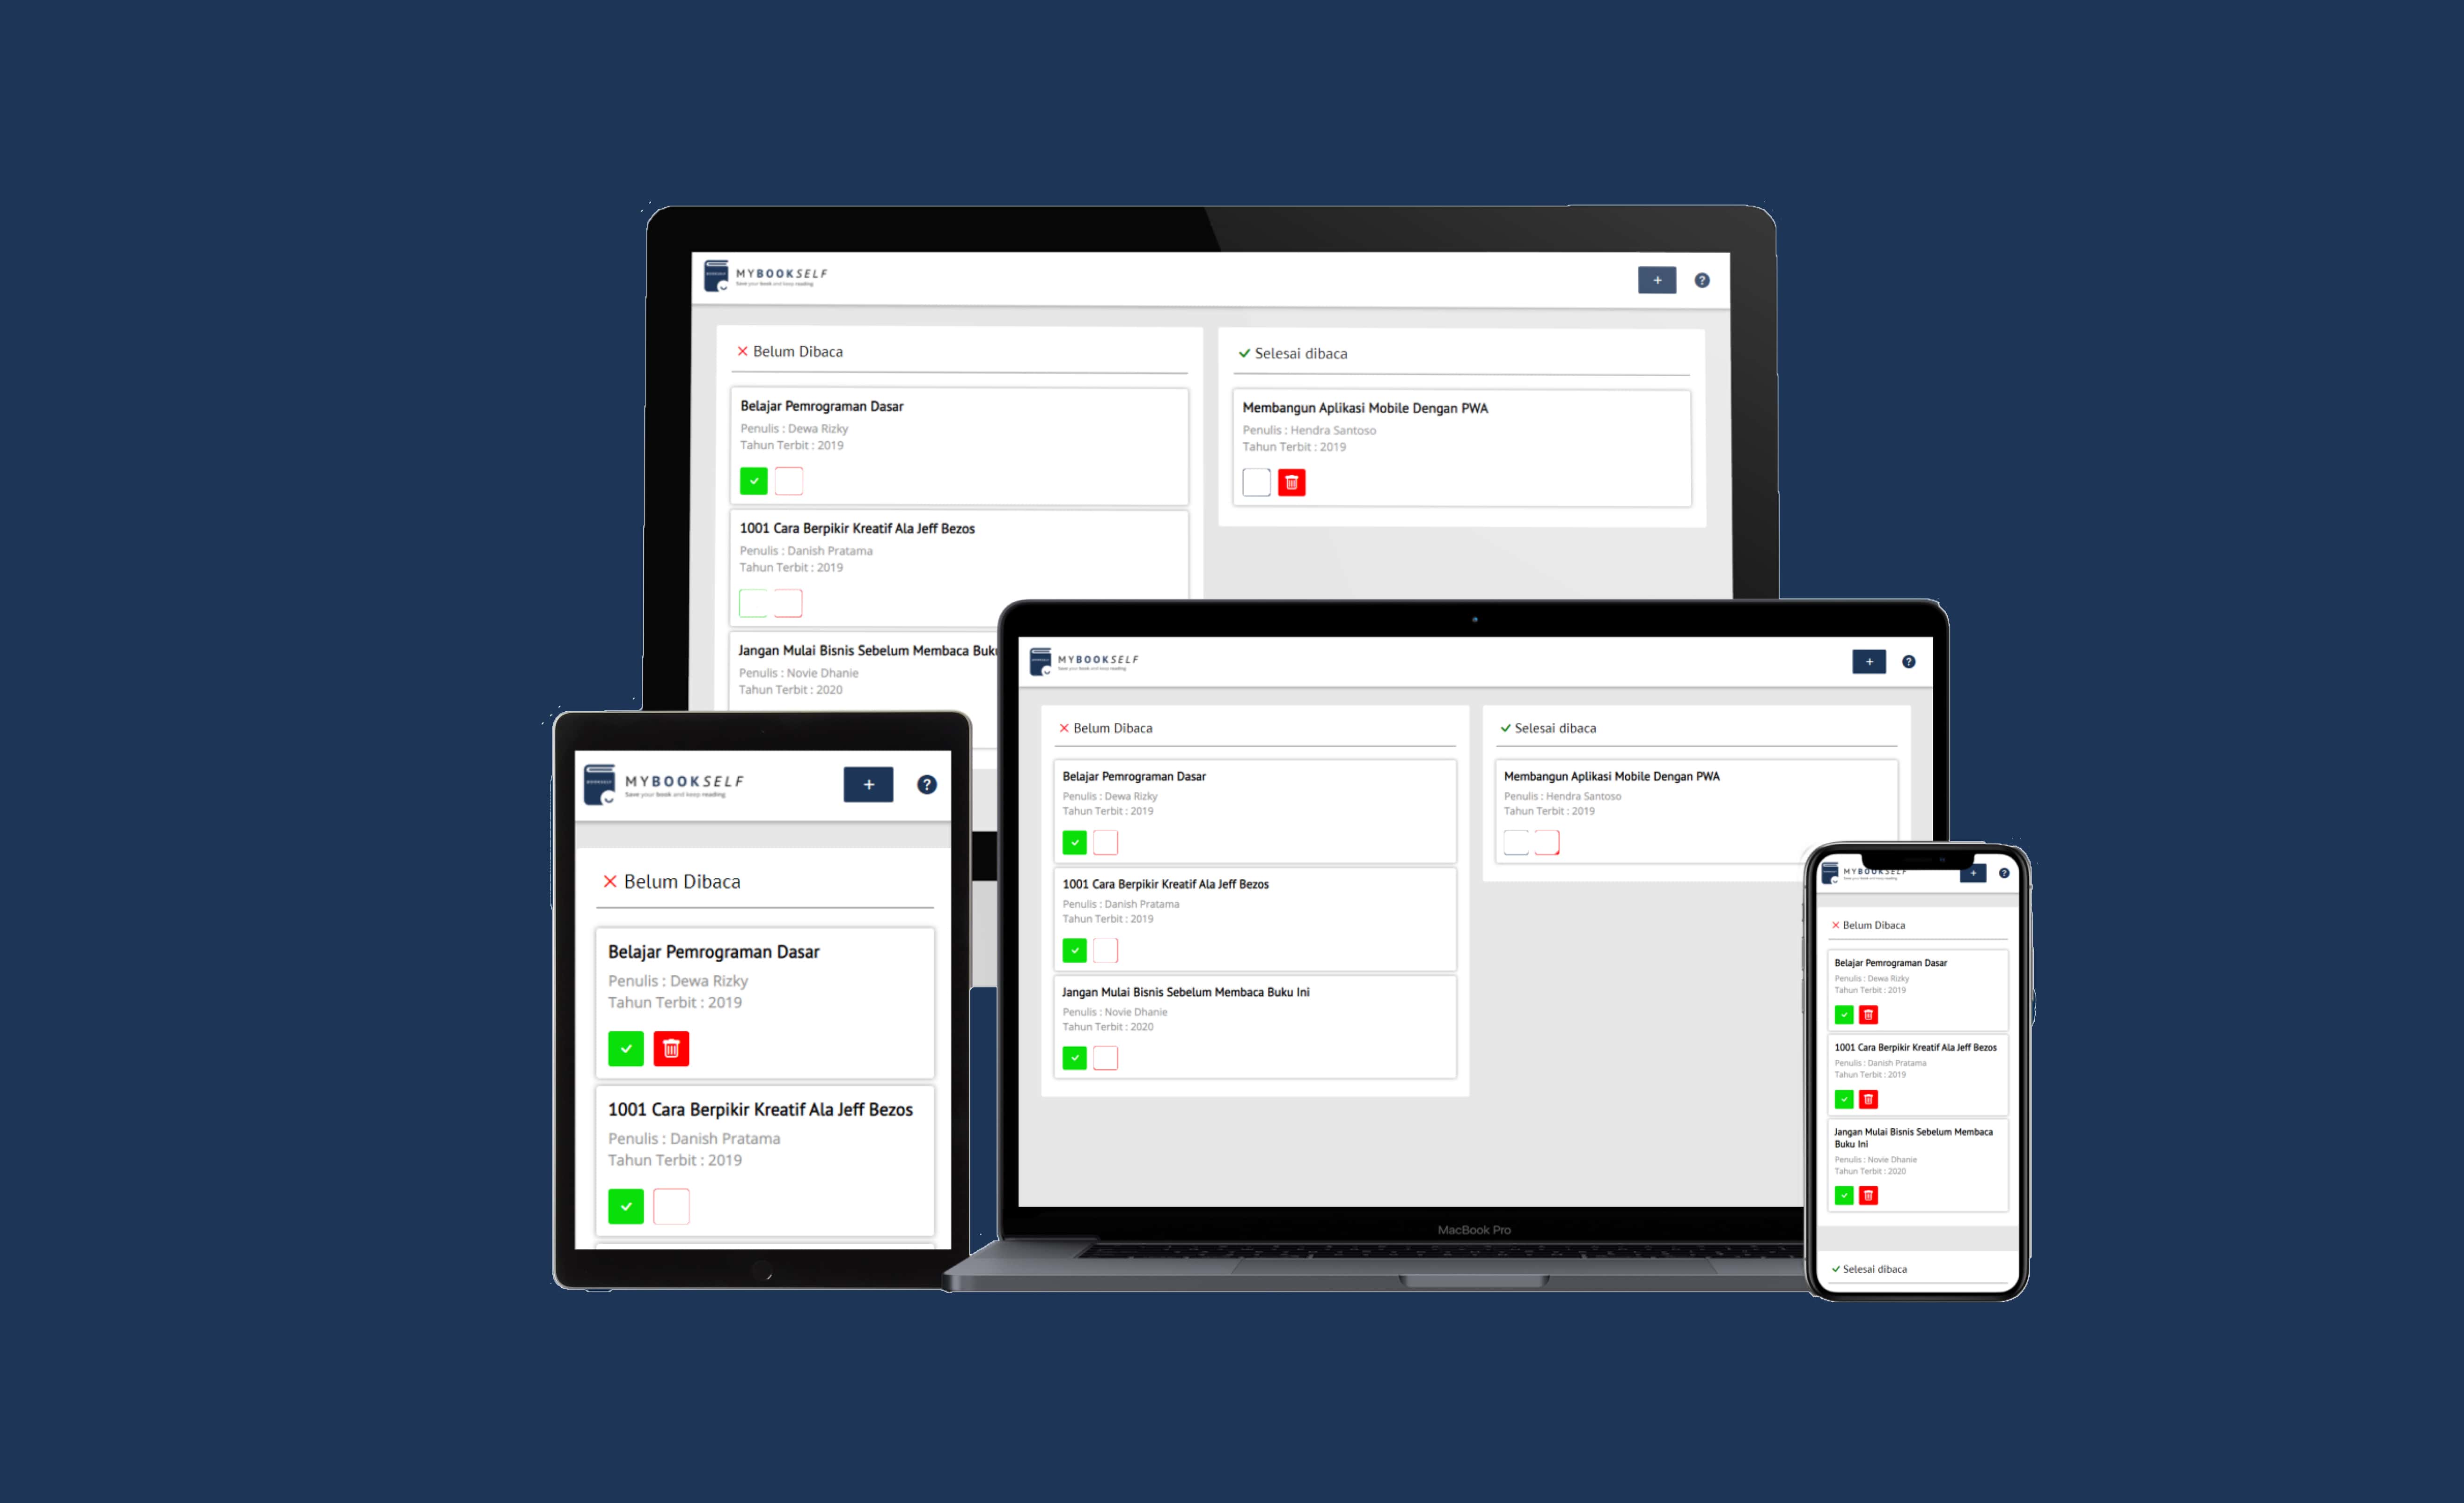 MYBOOKSELF
Save your book and keep reading
+
?
Belum Dibaca
Belajar Pemrograman Dasar
Penulis : Dewa Rizky
Tahun Terbit : 2019
1001 Cara Berpikir Kreatif Ala Jeff Bezos
Penulis : Danish Pratama
Tahun Terbit : 2019
Jangan Mulai Bisnis Sebelum Membaca
Penulis : Novie Dhanie
Tahun Terbit : 2020
Selesai dibaca
Membangun Aplikasi Mobile Dengan PWA
Penulis : Hendra Santoso
Tahun Terbit : 2019
BOOKSELF
MYBOOKSELF
Save your book and keep reading
+
?
Belum Dibaca
Belajar Pemrograman Dasar
Penulis : Dewa Rizky
Tahun Terbit : 2019
1001 Cara Berpikir Kreatif Ala Jeff Bezos
Penulis : Danish Pratama
Tahun Terbit : 2019
MYBOOKSELF
Save your book and keep reading
+
?
Belum Dibaca
Belajar Pemrograman Dasar
Penulis : Dewa Rizky
Tahun Terbit : 2019
1001 Cara Berpikir Kreatif Ala Jeff Bezos
Penulis : Danish Pratama
Tahun Terbit : 2019
Jangan Mulai Bisnis Sebelum Membaca Buku Ini
Penulis : Novie Dhanie
Tahun Terbit : 2020
Selesai dibaca
Membangun Aplikasi Mobile Dengan PWA
Penulis : Hendra Santoso
Tahun Terbit : 2019
MacBook Pro
MYBOOKSELF
+
?
Belum Dibaca
Belajar Pemrograman Dasar
Penulis : Dewa Rizky
Tahun Terbit : 2019
1001 Cara Berpikir Kreatif Ala Jeff Bezos
Penulis : Danish Pratama
Tahun Terbit : 2019
Jangan Mulai Bisnis Sebelum Membaca
Buku Ini
Penulis : Novie Dhanie
Tahun Terbit : 2020
Selesai dibaca